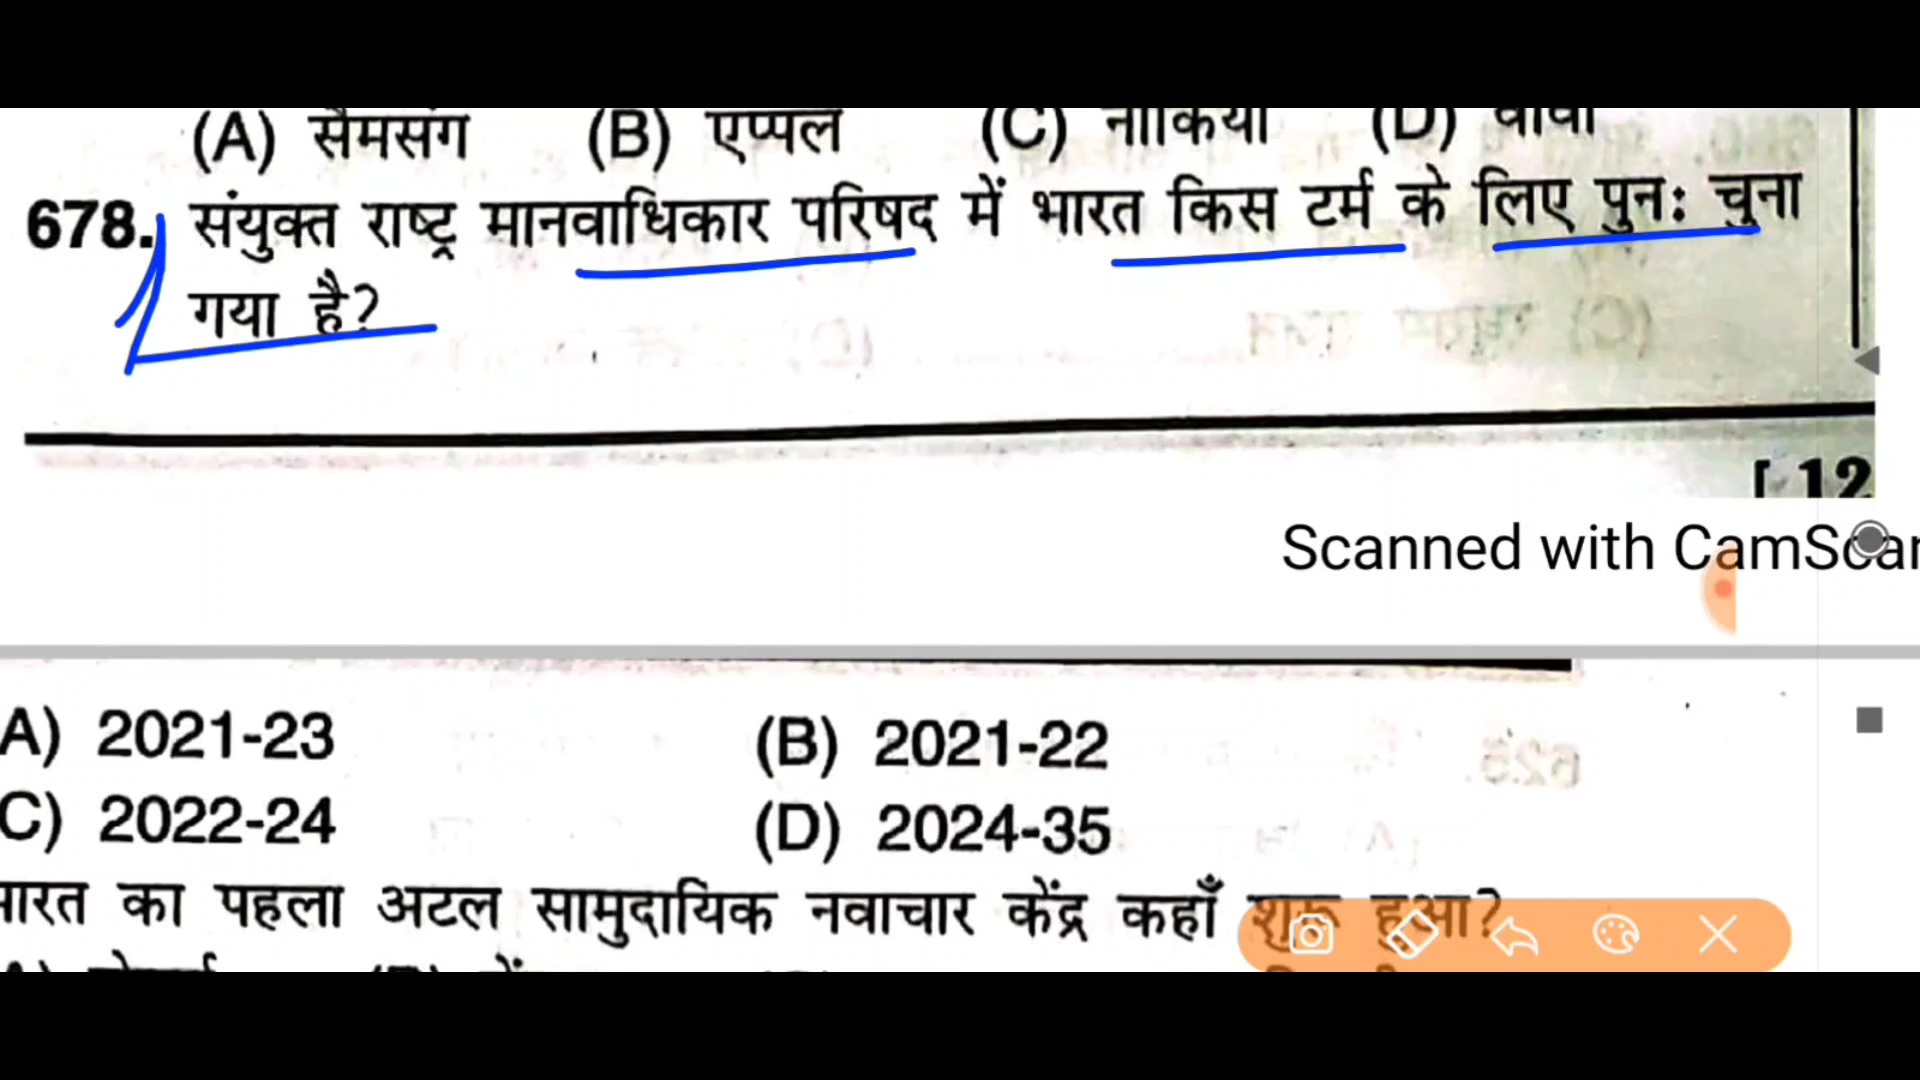 (A) सैमसंग (B) एप्पल (C) नोकिया (D) वीवो
678. संयुक्त राष्ट्र मानवाधिकार परिषद में भारत किस टर्म के लिए पुनः चुना
गया है?
[ 12
Scanned with CamScan
A) 2021-23 (B) 2021-22
C) 2022-24 (D) 2024-35
भारत का पहला अटल सामुदायिक नवाचार केंद्र कहाँ शुरू हुआ?